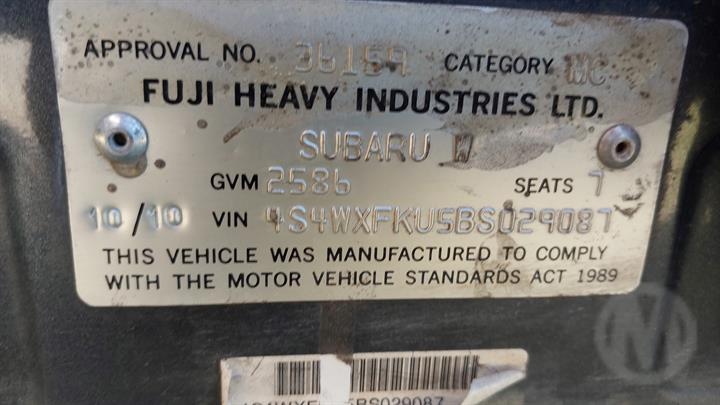 APPROVAL NO. 36159 CATEGORY MC
FUJI HEAVY INDUSTRIES LTD.
SUBARU W
GVM 2586 SEATS 7
10/10 VIN 4S4WXFKU5BS029087
THIS VEHICLE WAS MANUFACTURED TO COMPLY
WITH THE MOTOR VEHICLE STANDARDS ACT 1989